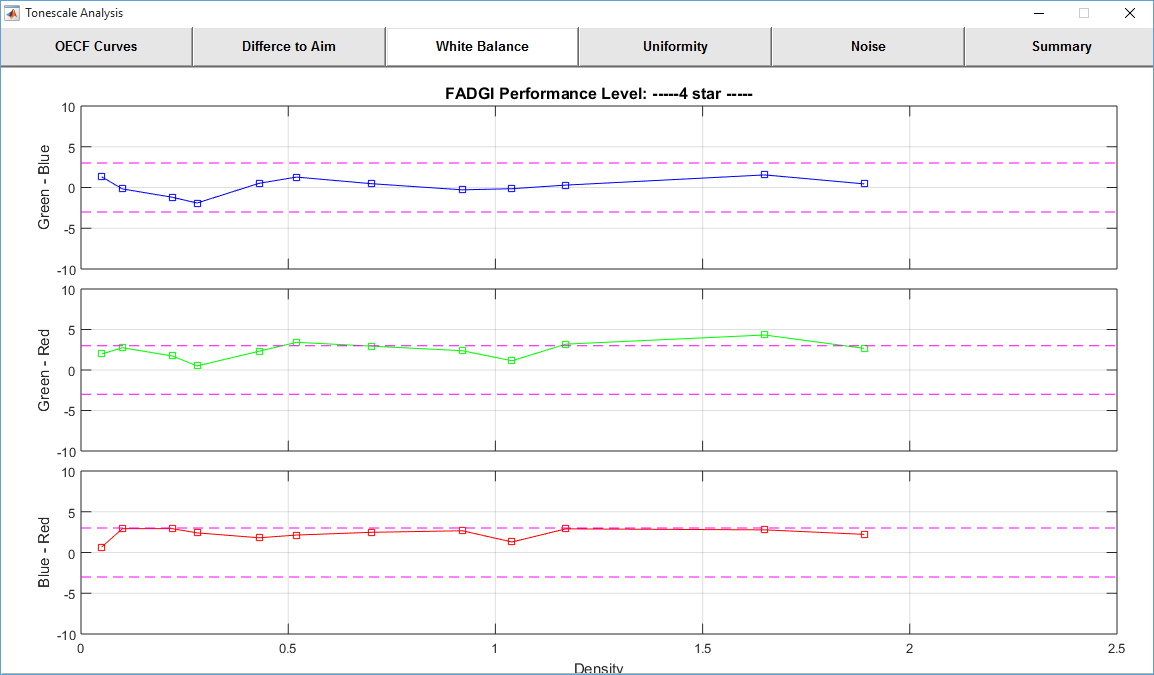 Tonescale Analysis
OECF Curves Differce to Aim White Balance Uniformity Noise Summary
FADGI Performance Level: -----4 star -----
10
5
0
-5
-10
Green - Blue
10
5
0
-5
-10
Green - Red
10
5
0
-5
-10
Blue - Red
0 0.5 1 1.5 2 2.5
Density